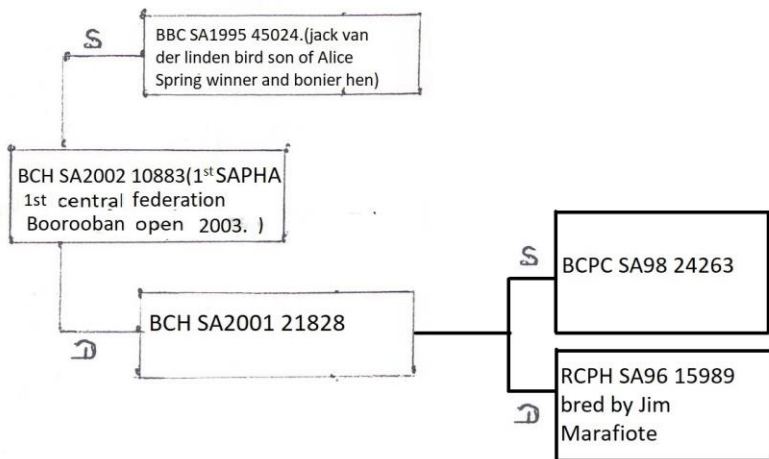 S
BBC SA1995 45024.(jack van
der linden bird son of Alice
Spring winner and bonier hen)
BCH SA2002 10883(1st SAPHA
1st central federation
Boorooban open 2003. )
D
BCH SA2001 21828
S
BCPC SA98 24263
D
RCPH SA96 15989
bred by Jim
Marafiote